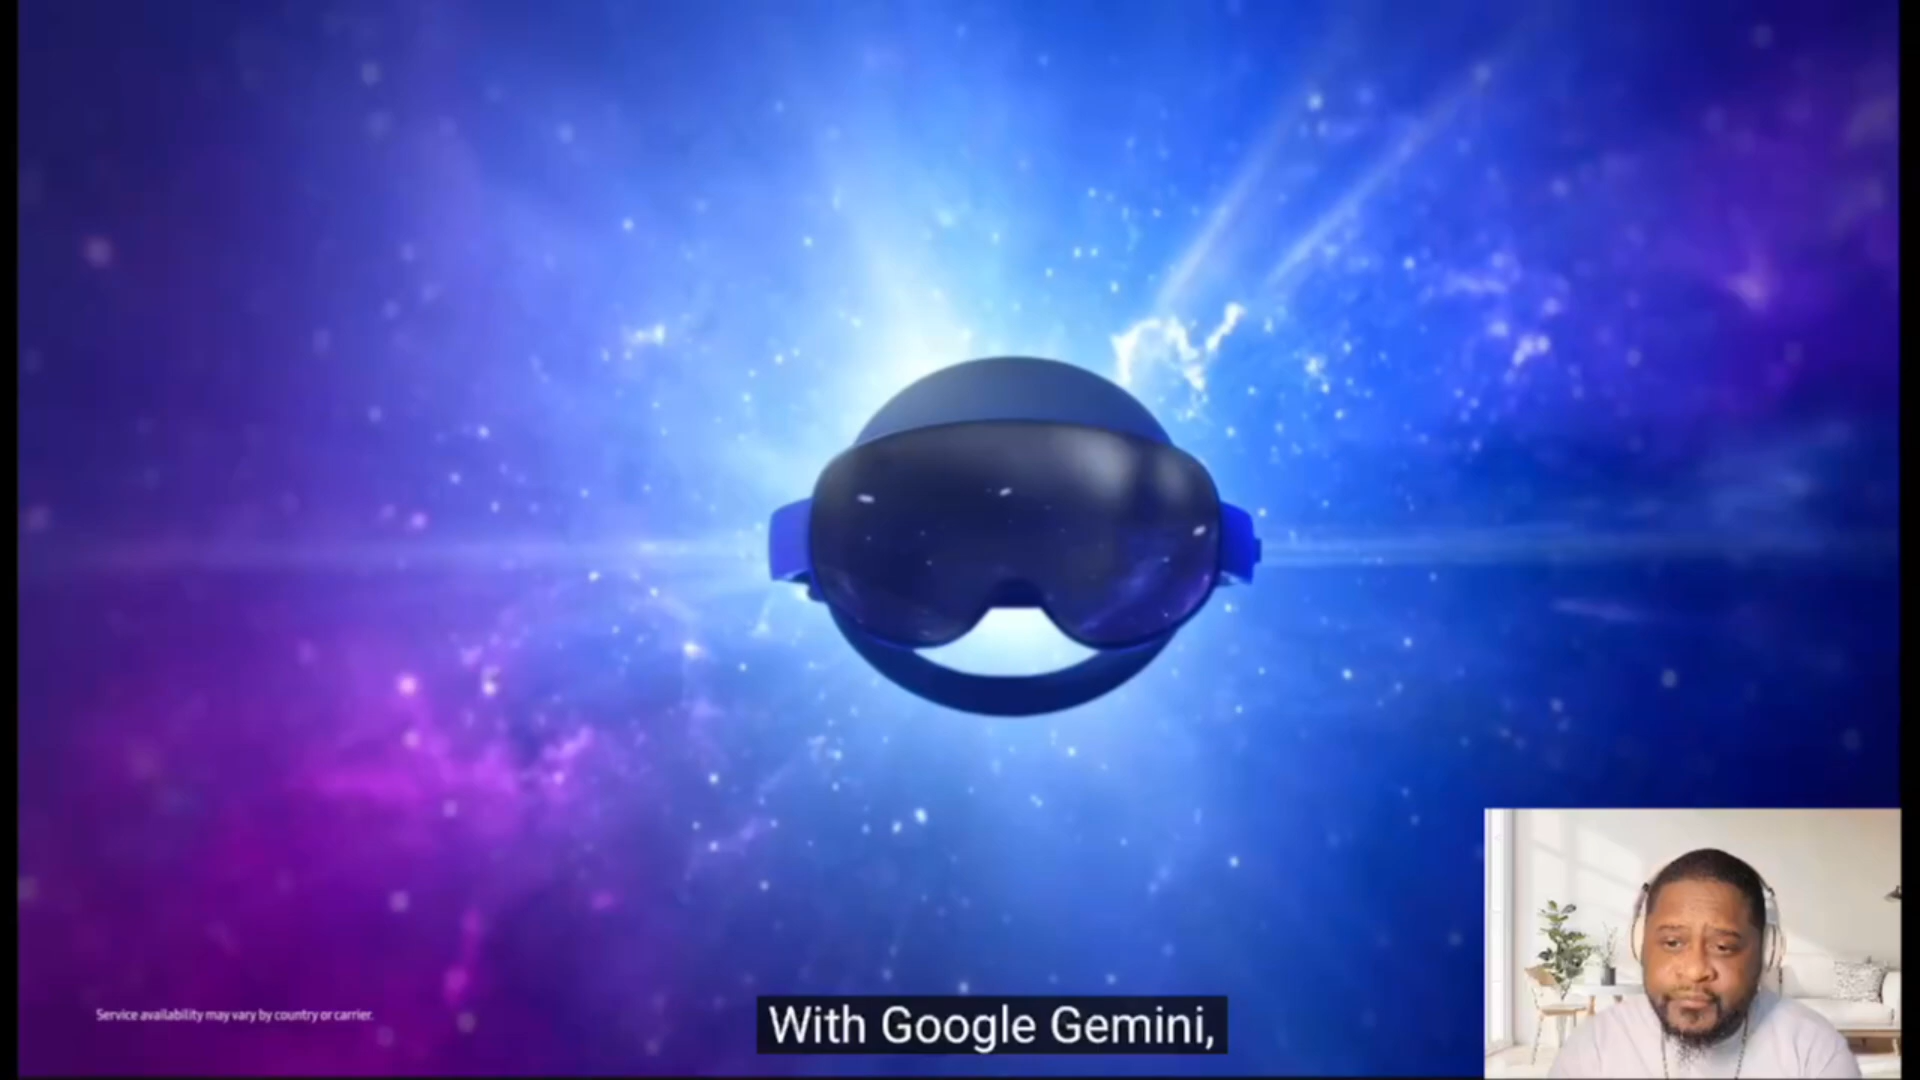 Service availability may vary by country or carrier.
With Google Gemini,